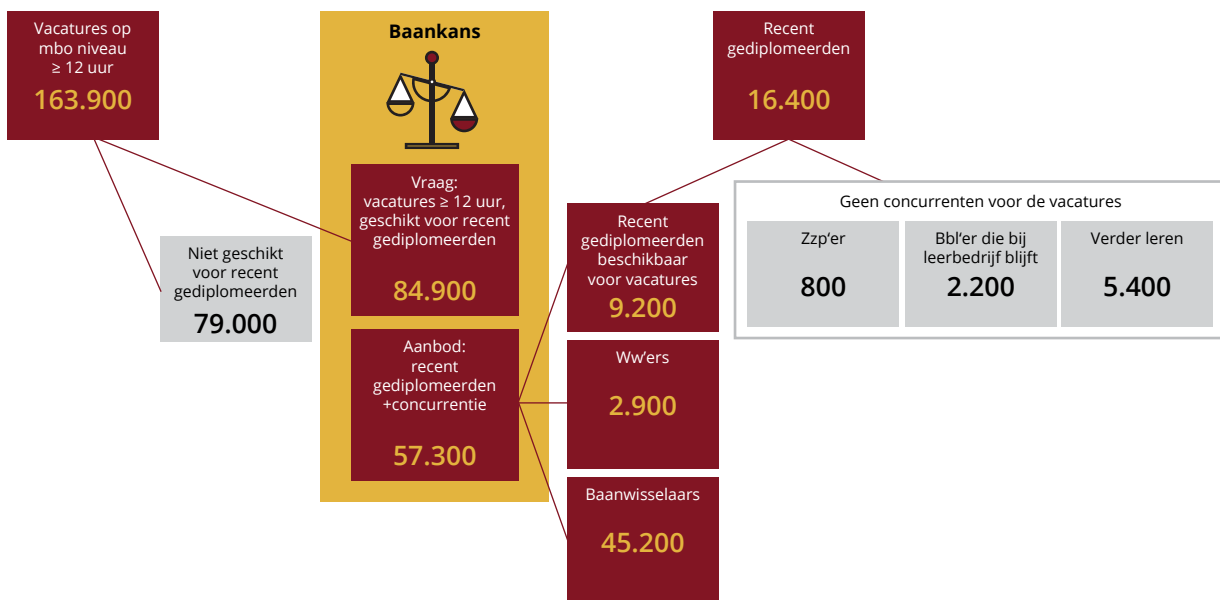 Vacatures op
mbo niveau
≥ 12 uur
163.900
Niet geschikt
voor recent
gediplomeerden
79.000
Baankans
Vraag:
vacatures ≥ 12 uur,
geschikt voor recent
gediplomeerden
84.900
Aanbod:
recent
gediplomeerden
+concurrentie
57.300
Recent
gediplomeerden
16.400
Recent
gediplomeerden
beschikbaar
voor vacatures
9.200
Ww'ers
2.900
Baanwisselaars
45.200
Geen concurrenten voor de vacatures
Zzp‘er
800
Bbl‘er die bij
leerbedrijf blijft
2.200
Verder leren
5.400